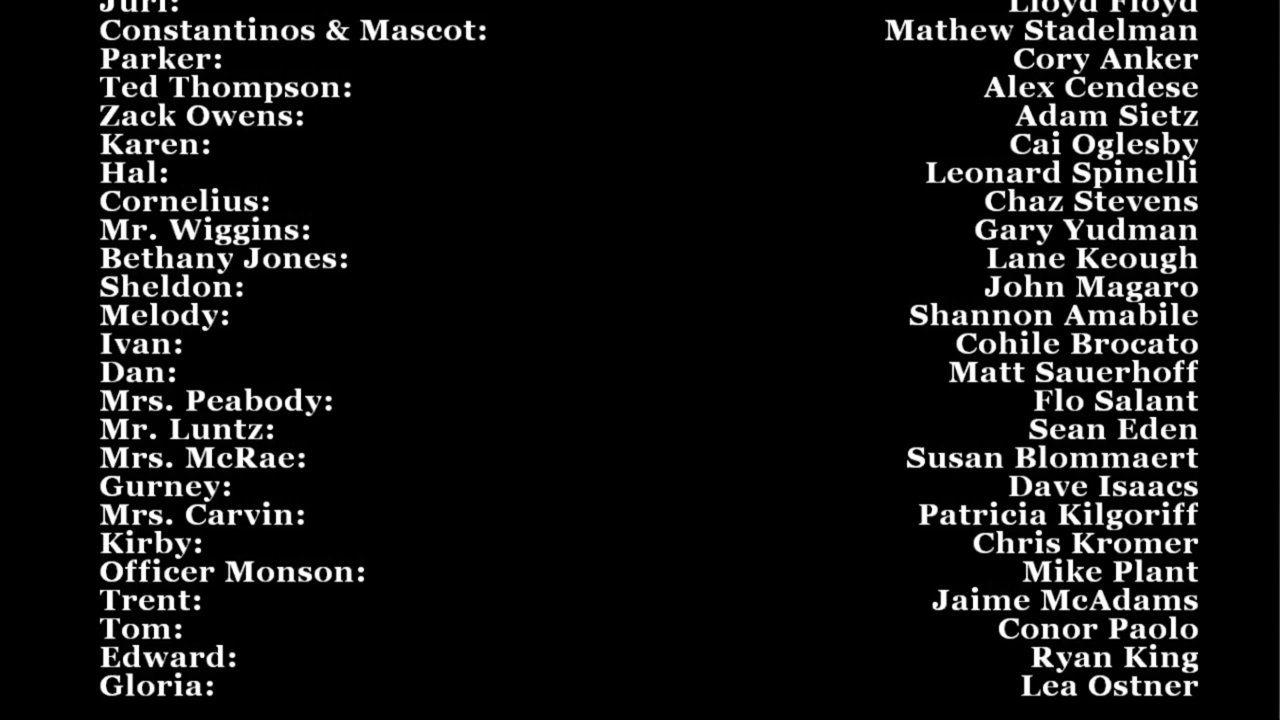 Juri: Lloyd Floyd
Constantinos & Mascot: Mathew Stadelman
Parker: Cory Anker
Ted Thompson: Alex Cendese
Zack Owens: Adam Sietz
Karen: Cai Oglesby
Hal: Leonard Spinelli
Cornelius: Chaz Stevens
Mr. Wiggins: Gary Yudman
Bethany Jones: Lane Keough
Sheldon: John Magaro
Melody: Shannon Amabile
Ivan: Cohile Brocato
Dan: Matt Sauerhoff
Mrs. Peabody: Flo Salant
Mr. Luntz: Sean Eden
Mrs. McRae: Susan Blommaert
Gurney: Dave Isaacs
Mrs. Carvin: Patricia Kilgoriff
Kirby: Chris Kromer
Officer Monson: Mike Plant
Trent: Jaime McAdams
Tom: Conor Paolo
Edward: Ryan King
Gloria: Lea Ostner